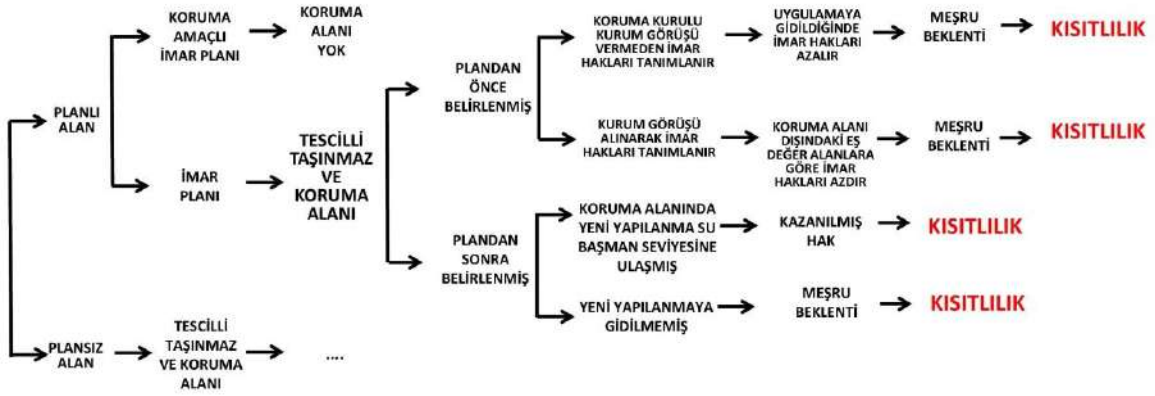 KORUMA
AMAÇLI
İMAR PLANI
KORUMA
ALANI
YOK
PLANLI
ALAN
İMAR
PLANI
TESCİLLİ
TAŞINMAZ
VE
KORUMA
ALANI
PLANDAN
ÖNCE
BELİRLENMİŞ
KORUMA KURULU
KURUM GÖRÜŞÜ
VERMEDEN İMAR
HAKLARI TANIMLANIR
UYGULAMAYA
GİDİLDİĞİNDE
İMAR HAKLARI
AZALIR
MEŞRU
BEKLENTİ
KISITLILIK
KURUM GÖRÜŞÜ
ALINARAK İMAR
HAKLARI TANIMLANIR
KORUMA ALANI
DIŞINDAKİ EŞ
DEĞER ALANLARA
GÖRE İMAR
HAKLARI AZDIR
MEŞRU
BEKLENTİ
KISITLILIK
PLANDAN
SONRA
BELİRLENMİŞ
KORUMA ALANINDA
YENİ YAPILANMA SU
BASMAN SEVİYESİNE
ULAŞMIŞ
KAZANILMIŞ
HAK
KISITLILIK
YENİ YAPILANMAYA
GİDİLMEMİŞ
MEŞRU
BEKLENTİ
KISITLILIK
PLANSIZ
ALAN
TESCİLLİ
TAŞINMAZ
VE KORUMA
ALANI
....